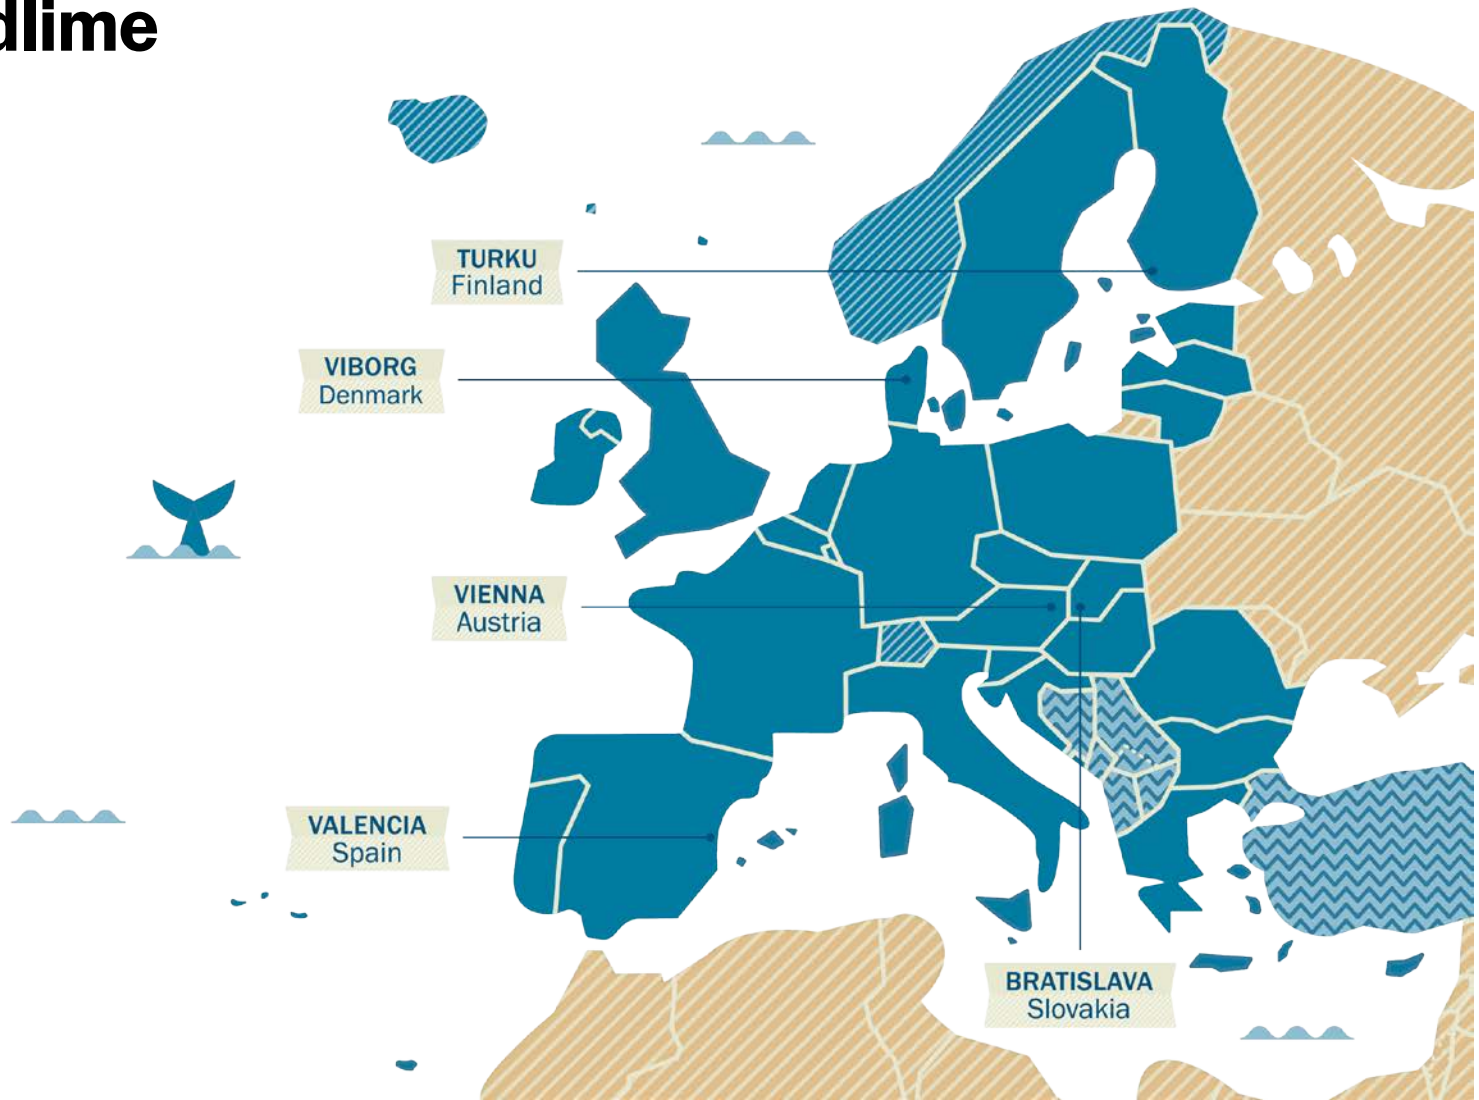 dlime
TURKU
Finland
VIBORG
Denmark
VIENNA
Austria
VALENCIA
Spain
BRATISLAVA
Slovakia